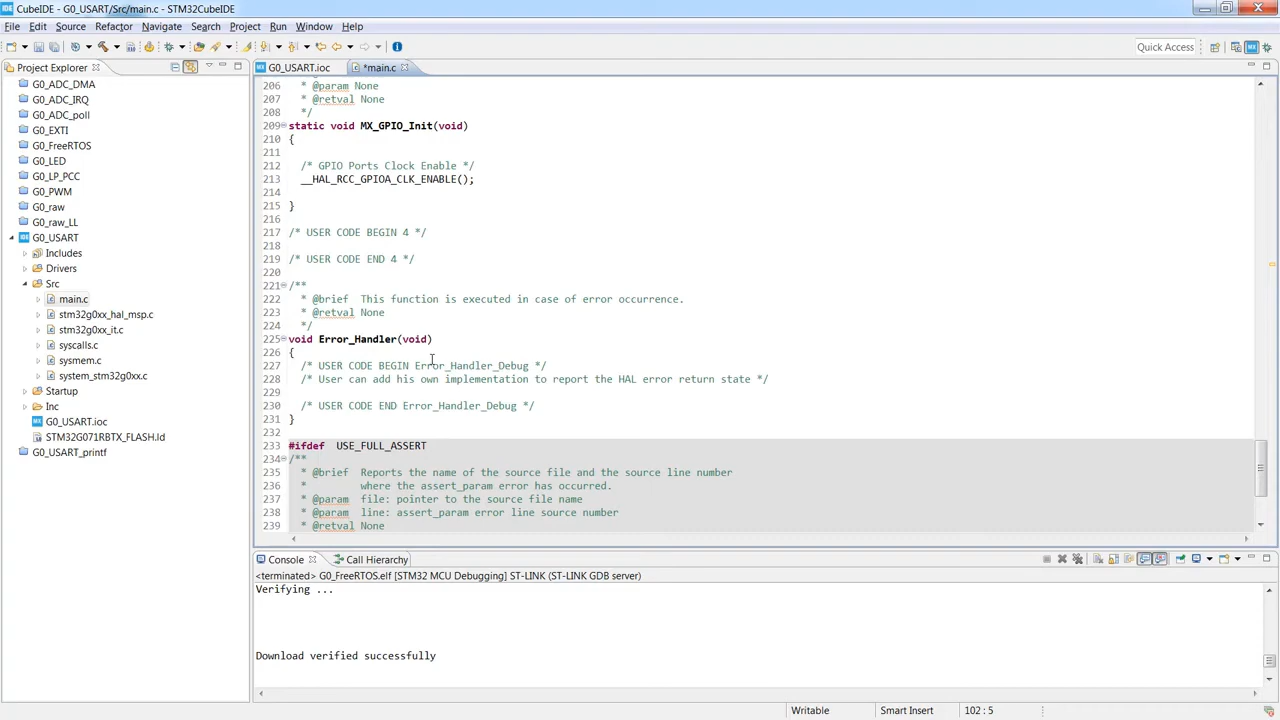 CubeIDE - G0_USART/Src/main.c - STM32CubeIDE
File Edit Source Refactor Navigate Search Project Run Window Help
Quick Access
Project Explorer
G0_ADC_DMA
G0_ADC_IRQ
G0_ADC_poll
G0_EXTI
G0_FreeRTOS
G0_LED
G0_LP_PCC
G0_PWM
G0_raw
G0_raw_LL
G0_USART
Includes
Drivers
Src
main.c
stm32g0xx_hal_msp.c
stm32g0xx_it.c
syscalls.c
sysmem.c
system_stm32g0xx.c
Startup
Inc
G0_USART.ioc
STM32G071RBTX_FLASH.ld
G0_USART_printf
G0_USART.ioc *main.c
206 * @param None
207 * @retval None
208 */
209 static void MX_GPIO_Init(void)
210 {
211
212 /* GPIO Ports Clock Enable */
213 __HAL_RCC_GPIOA_CLK_ENABLE();
214
215 }
216
217 /* USER CODE BEGIN 4 */
218
219 /* USER CODE END 4 */
220
221 /**
222 * @brief This function is executed in case of error occurrence.
223 * @retval None
224 */
225 void Error_Handler(void)
226 {
227 /* USER CODE BEGIN Error_Handler_Debug */
228 /* User can add his own implementation to report the HAL error return state */
229
230 /* USER CODE END Error_Handler_Debug */
231 }
232
233 #ifdef USE_FULL_ASSERT
234 /**
235 * @brief Reports the name of the source file and the source line number
236 * where the assert_param error has occurred.
237 * @param file: pointer to the source file name
238 * @param line: assert_param error line source number
239 * @retval None
Console Call Hierarchy
<terminated> G0_FreeRTOS.elf [STM32 MCU Debugging] ST-LINK (ST-LINK GDB server)
Verifying ...
Download verified successfully
Writable Smart Insert 102 : 5